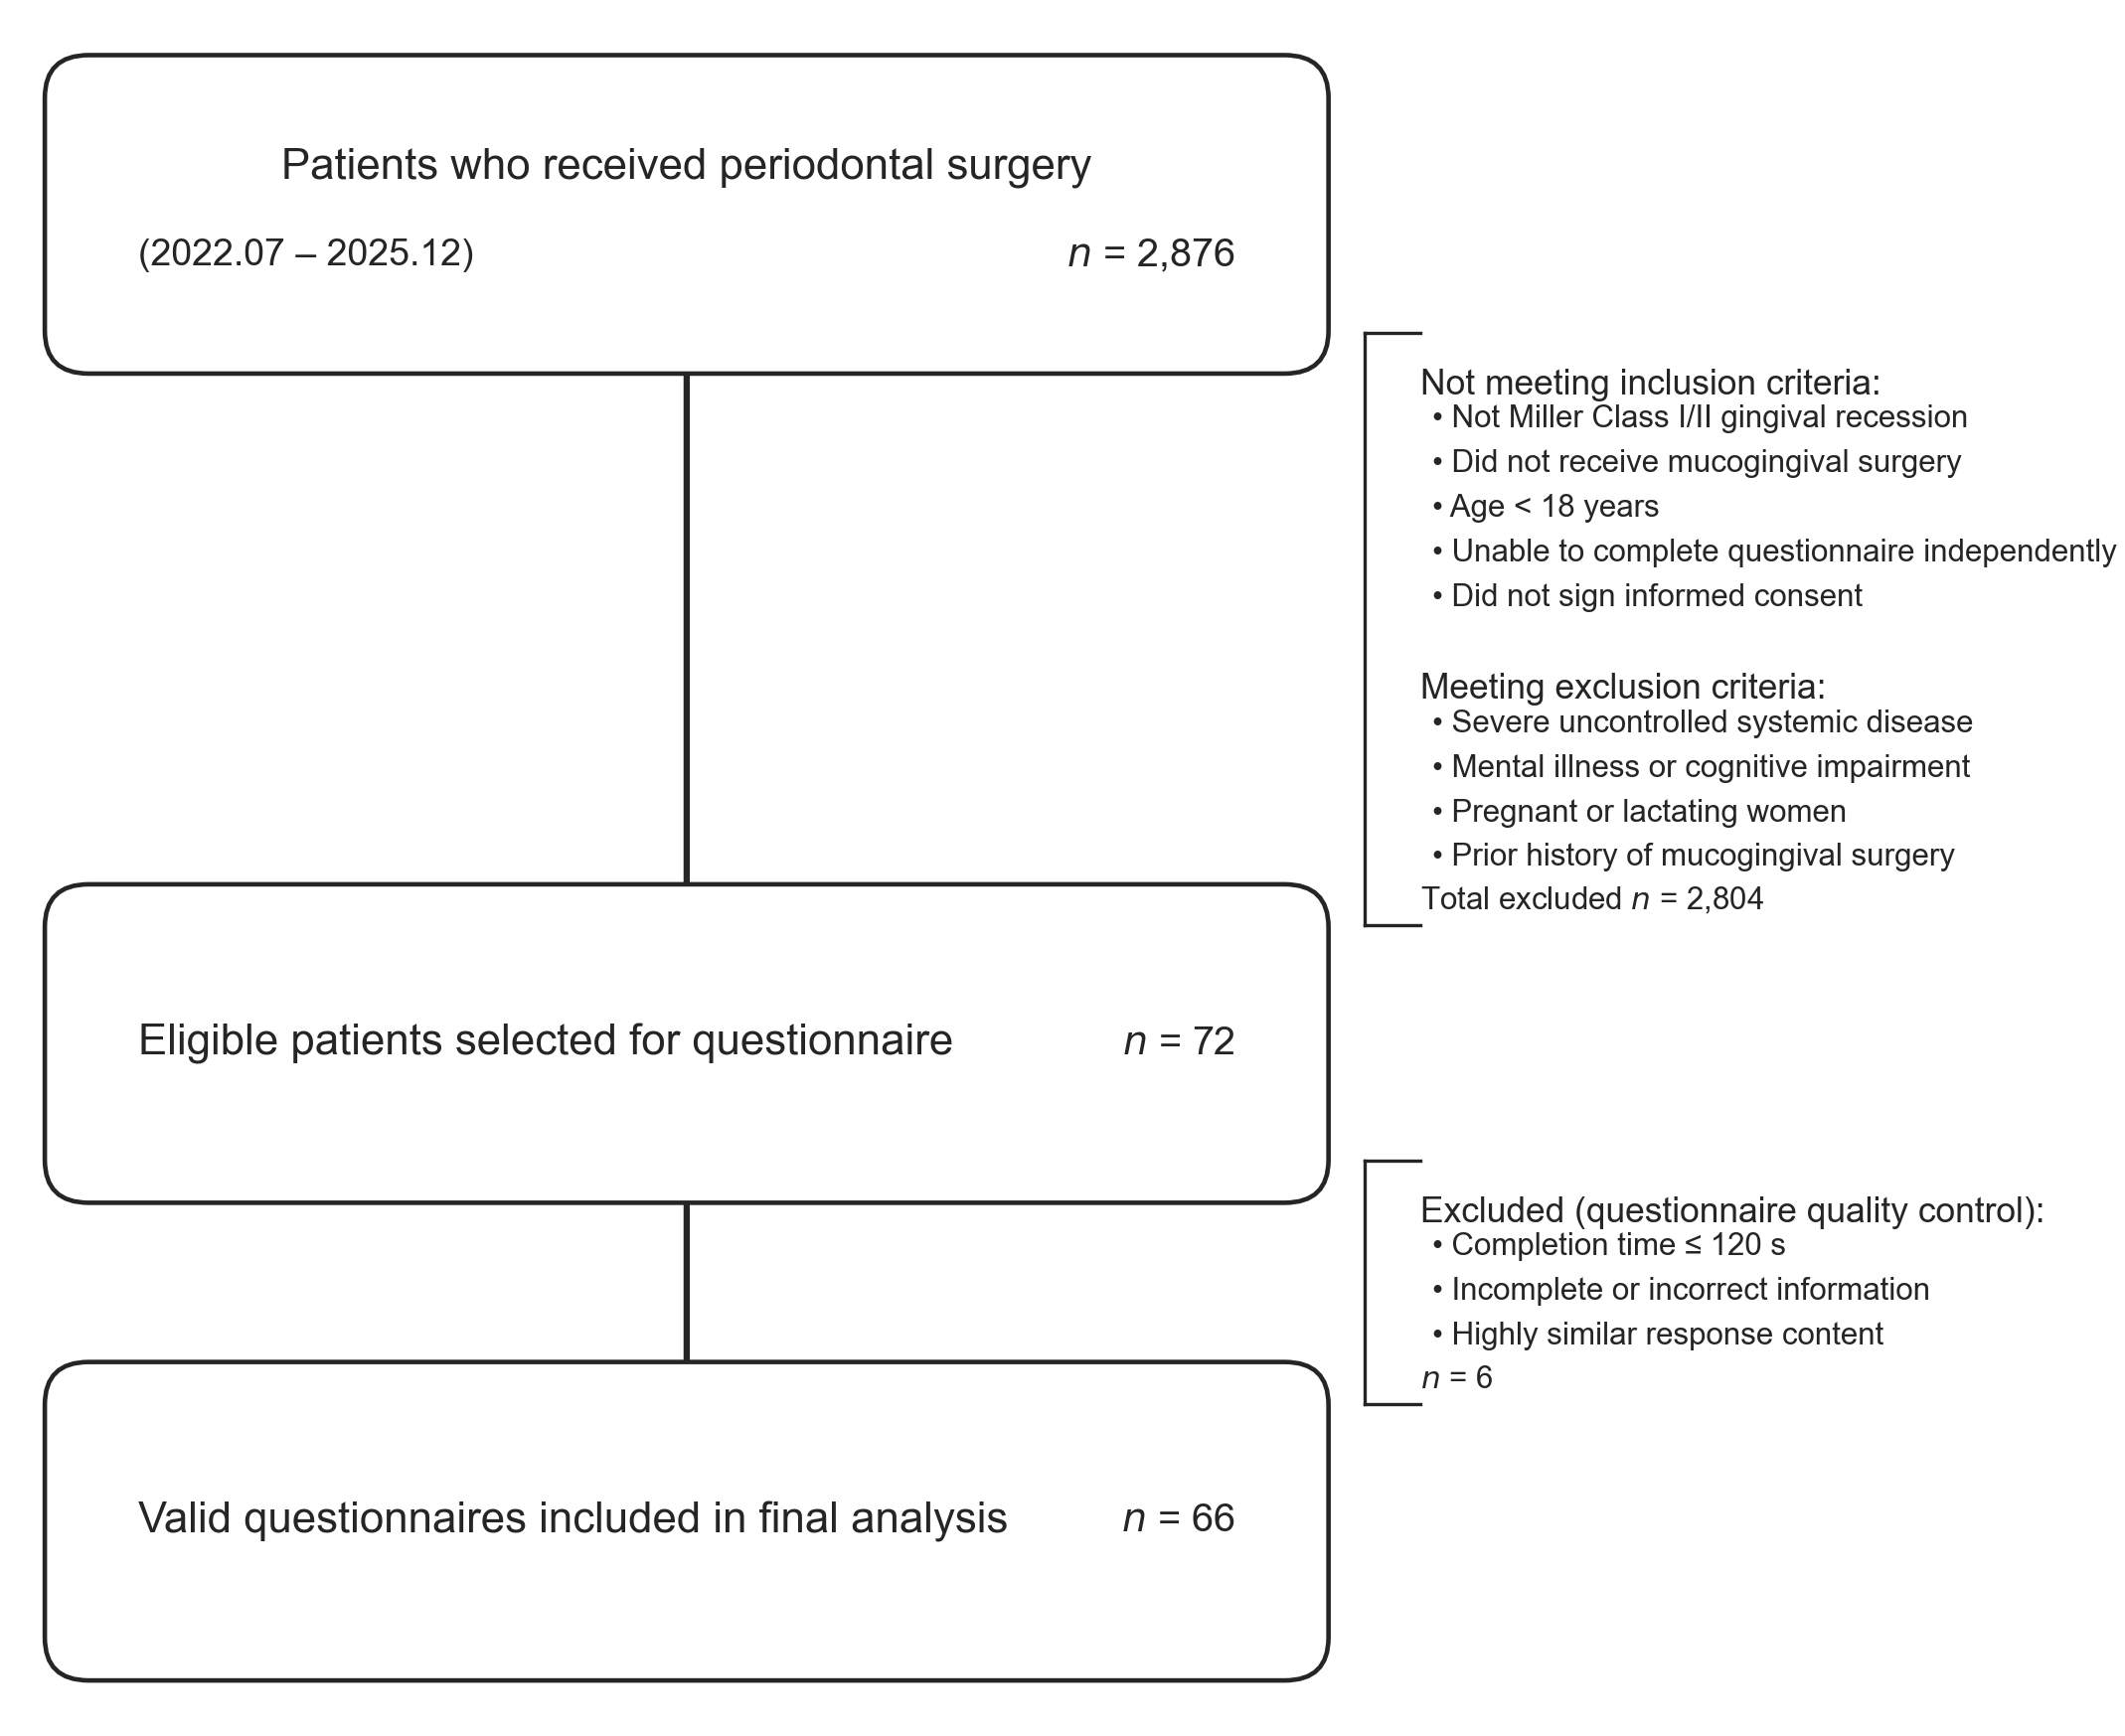 Patients who received periodontal surgery
(2022.07 – 2025.12) n = 2,876
Not meeting inclusion criteria:
• Not Miller Class I/II gingival recession
• Did not receive mucogingival surgery
• Age < 18 years
• Unable to complete questionnaire independently
• Did not sign informed consent
Meeting exclusion criteria:
• Severe uncontrolled systemic disease
• Mental illness or cognitive impairment
• Pregnant or lactating women
• Prior history of mucogingival surgery
Total excluded n = 2,804
Eligible patients selected for questionnaire n = 72
Excluded (questionnaire quality control):
• Completion time ≤ 120 s
• Incomplete or incorrect information
• Highly similar response content
n = 6
Valid questionnaires included in final analysis n = 66